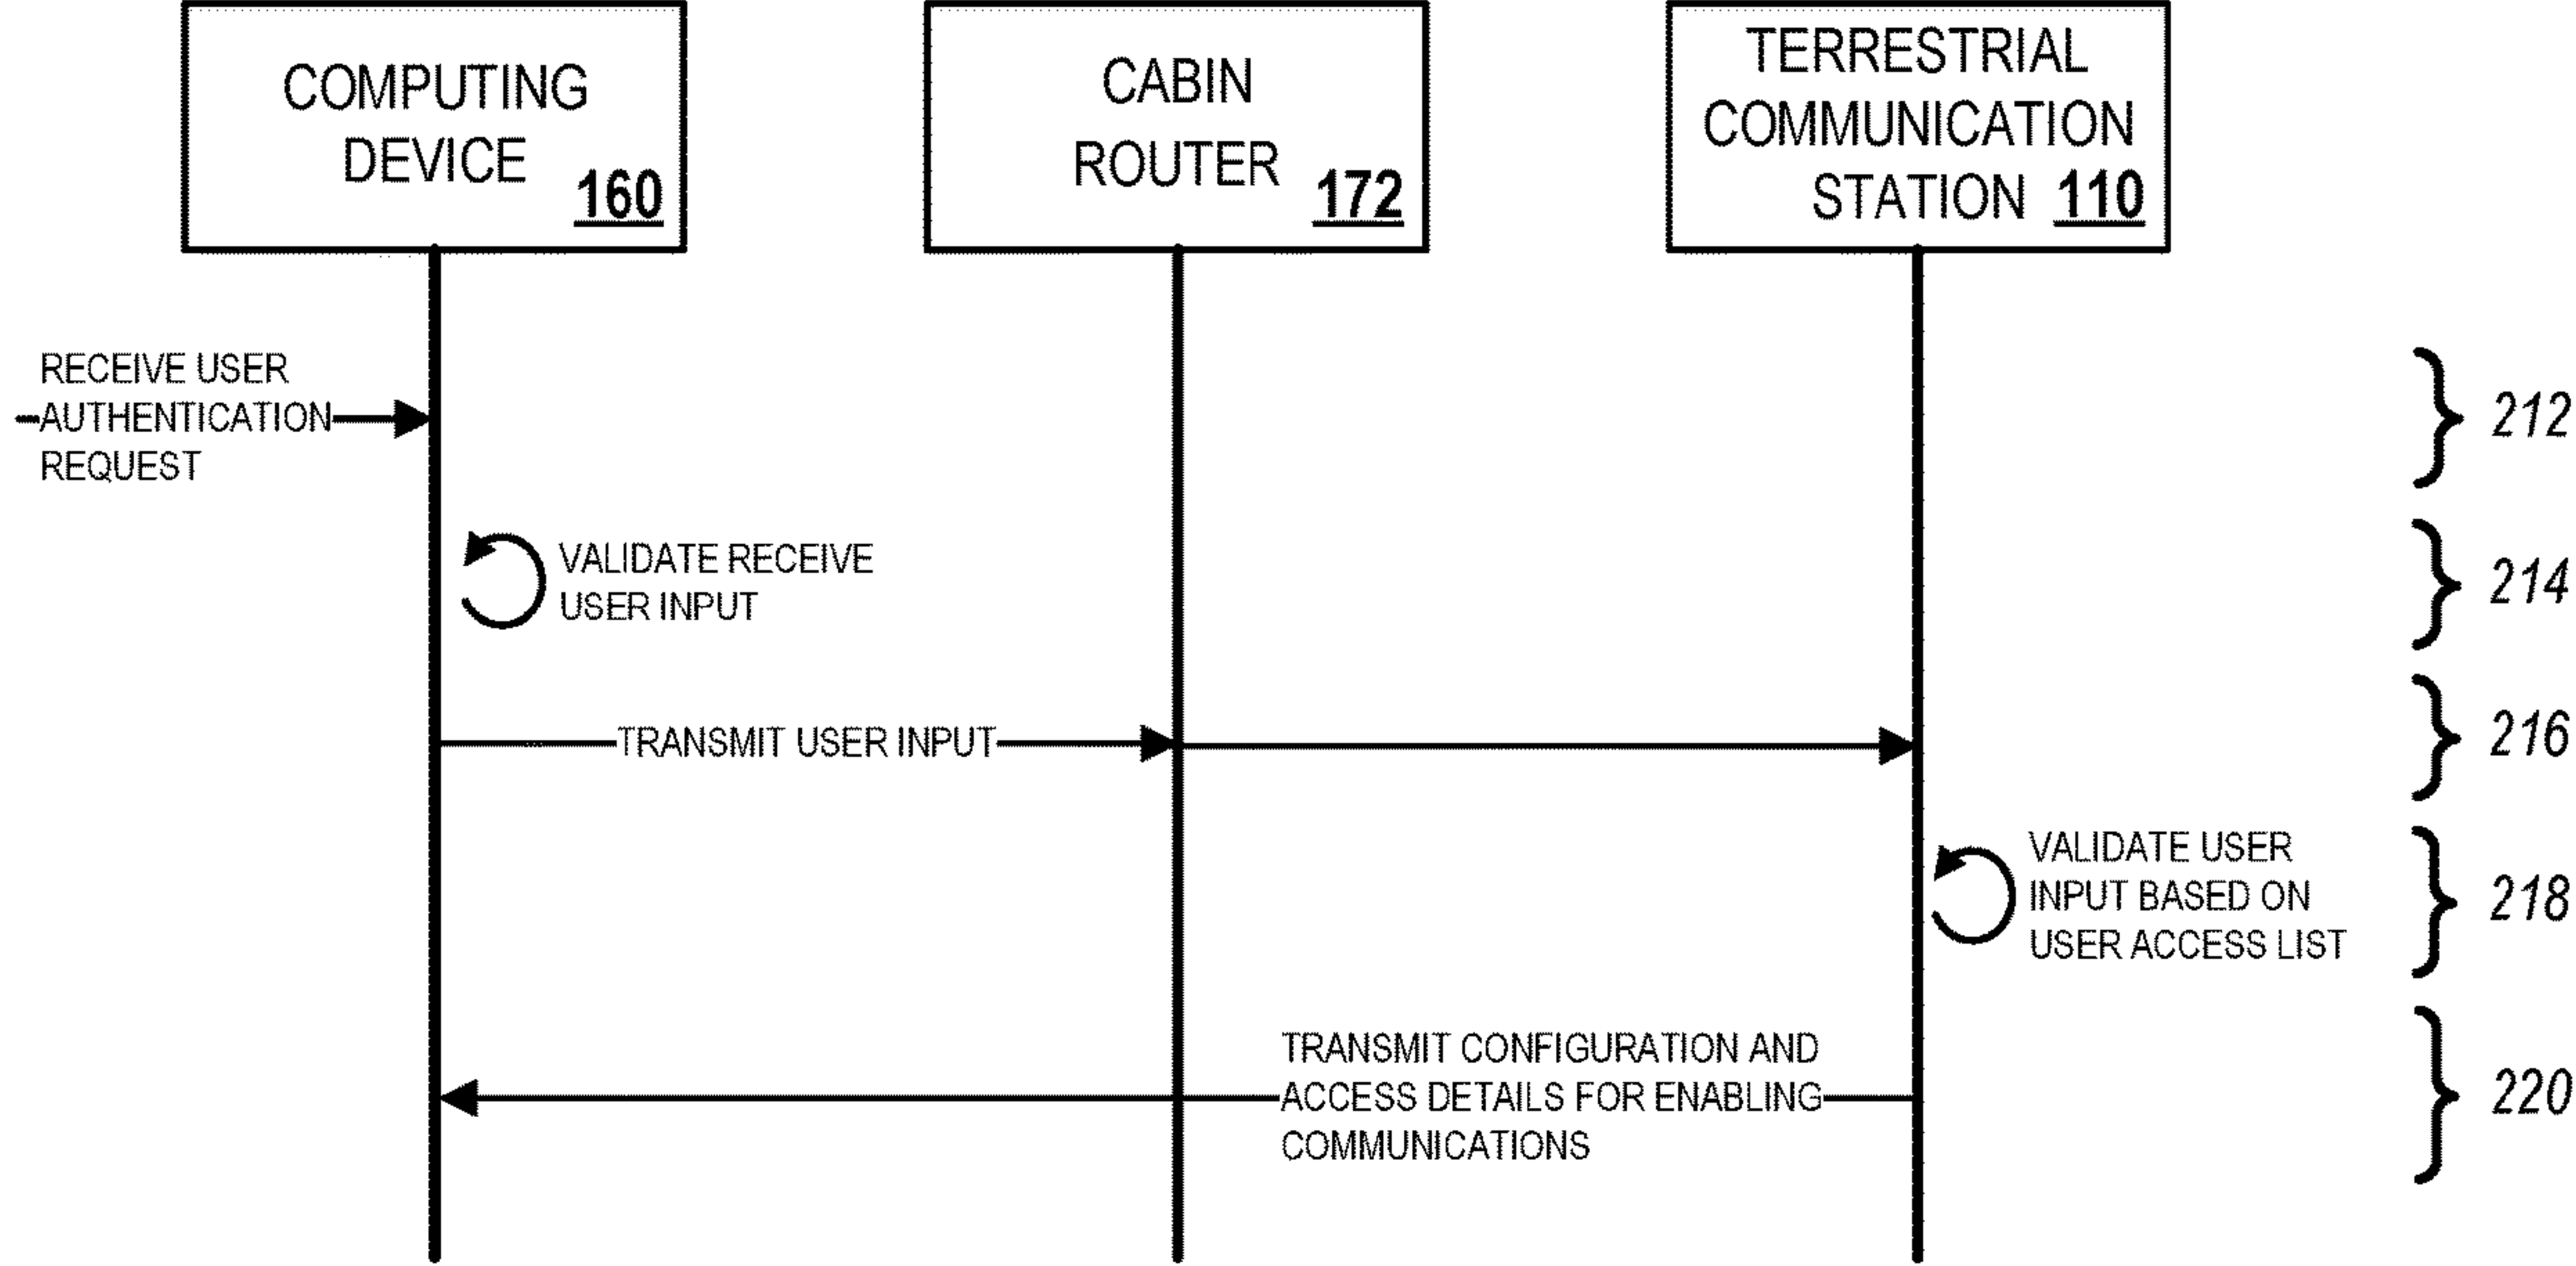 COMPUTING
DEVICE 160
CABIN
ROUTER 172
TERRESTRIAL
COMMUNICATION
STATION 110
RECEIVE USER
AUTHENTICATION
REQUEST
212
VALIDATE RECEIVE
USER INPUT
214
TRANSMIT USER INPUT
216
VALIDATE USER
INPUT BASED ON
USER ACCESS LIST
218
TRANSMIT CONFIGURATION AND
ACCESS DETAILS FOR ENABLING
COMMUNICATIONS
220